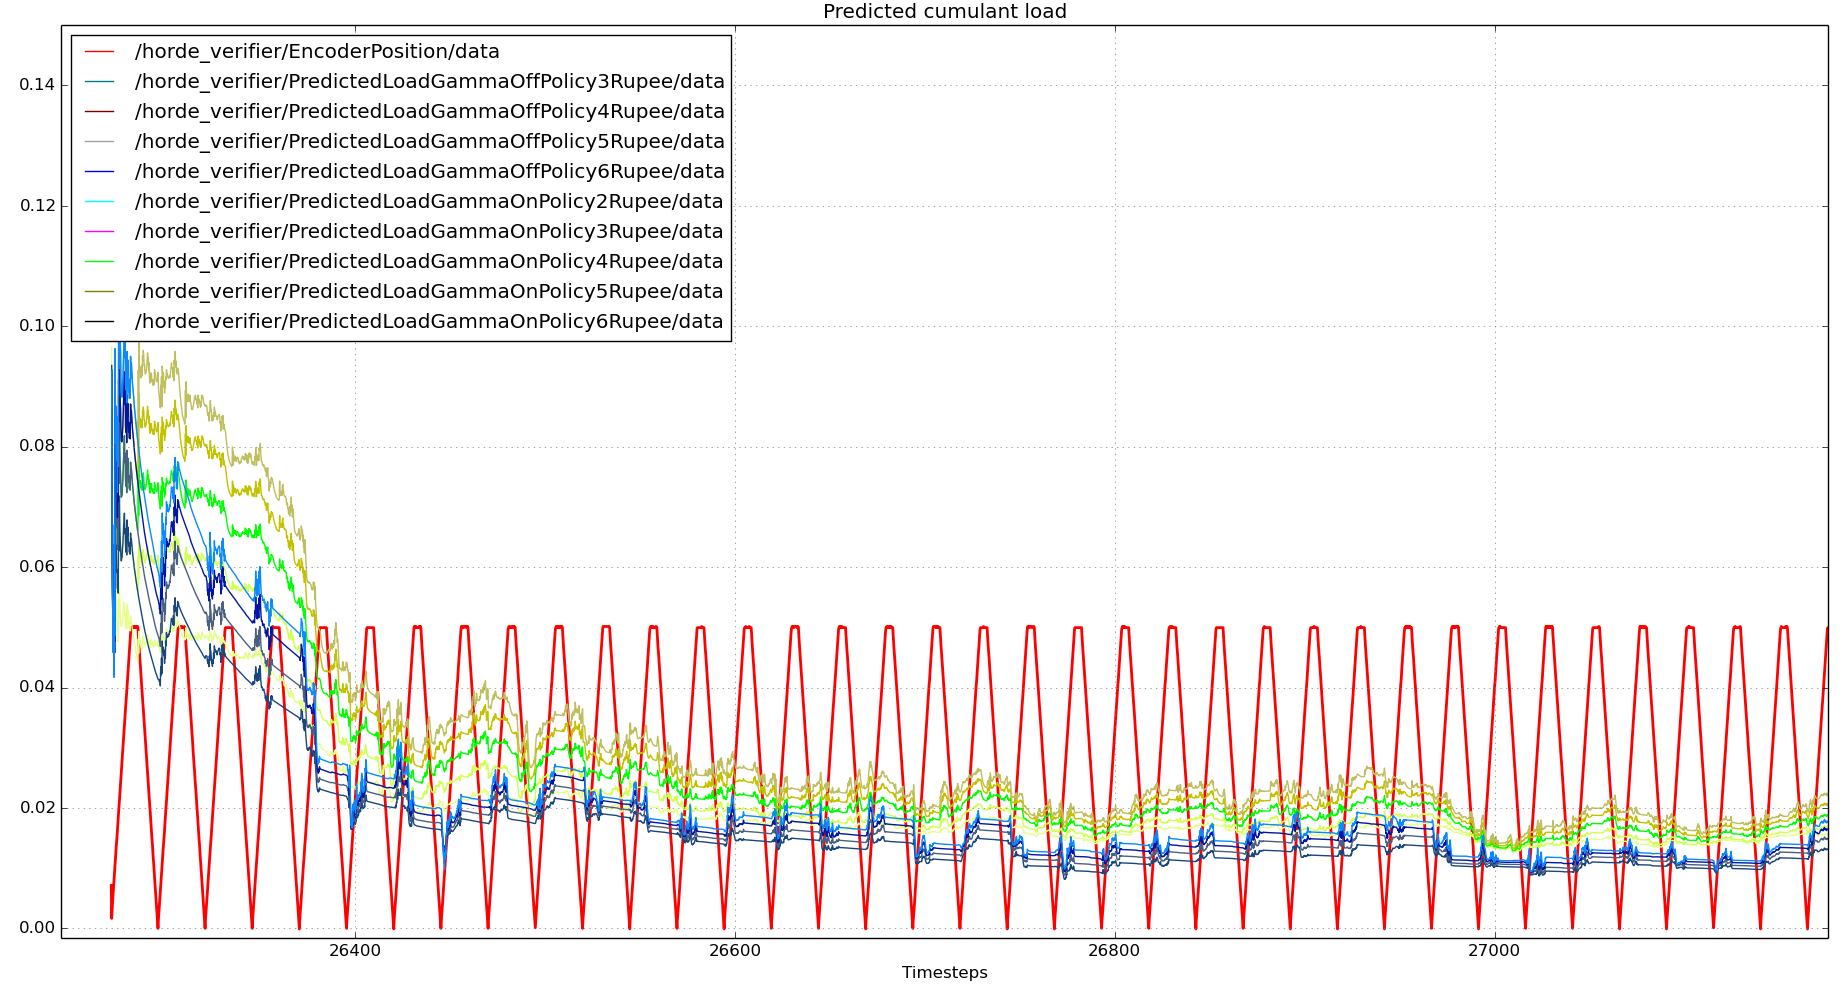 Predicted cumulant load
/horde_verifier/EncoderPosition/data
/horde_verifier/PredictedLoadGammaOffPolicy3Rupee/data
/horde_verifier/PredictedLoadGammaOffPolicy4Rupee/data
/horde_verifier/PredictedLoadGammaOffPolicy5Rupee/data
/horde_verifier/PredictedLoadGammaOffPolicy6Rupee/data
/horde_verifier/PredictedLoadGammaOnPolicy2Rupee/data
/horde_verifier/PredictedLoadGammaOnPolicy3Rupee/data
/horde_verifier/PredictedLoadGammaOnPolicy4Rupee/data
/horde_verifier/PredictedLoadGammaOnPolicy5Rupee/data
/horde_verifier/PredictedLoadGammaOnPolicy6Rupee/data
0.14
0.12
0.10
0.08
0.06
0.04
0.02
0.00
26400 26600 26800 27000
Timesteps